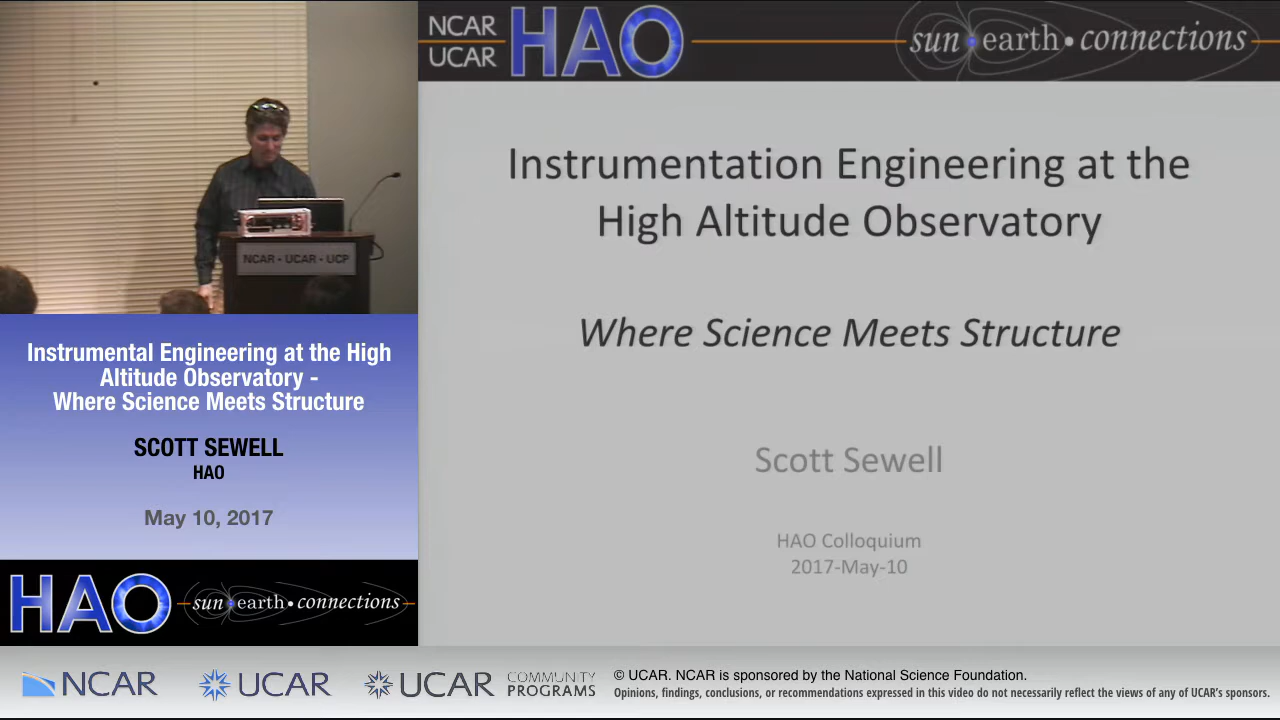 NCAR • UCAR • UCP
Instrumental Engineering at the High
Altitude Observatory -
Where Science Meets Structure
SCOTT SEWELL
HAO
May 10, 2017
HAO
sun • earth • connections
NCAR
UCAR
HAO
sun • earth • connections
Instrumentation Engineering at the
High Altitude Observatory
Where Science Meets Structure
Scott Sewell
HAO Colloquium
2017-May-10
NCAR
UCAR
UCAR
COMMUNITY
PROGRAMS
© UCAR. NCAR is sponsored by the National Science Foundation.
Opinions, findings, conclusions, or recommendations expressed in this video do not necessarily reflect the views of any of UCAR's sponsors.